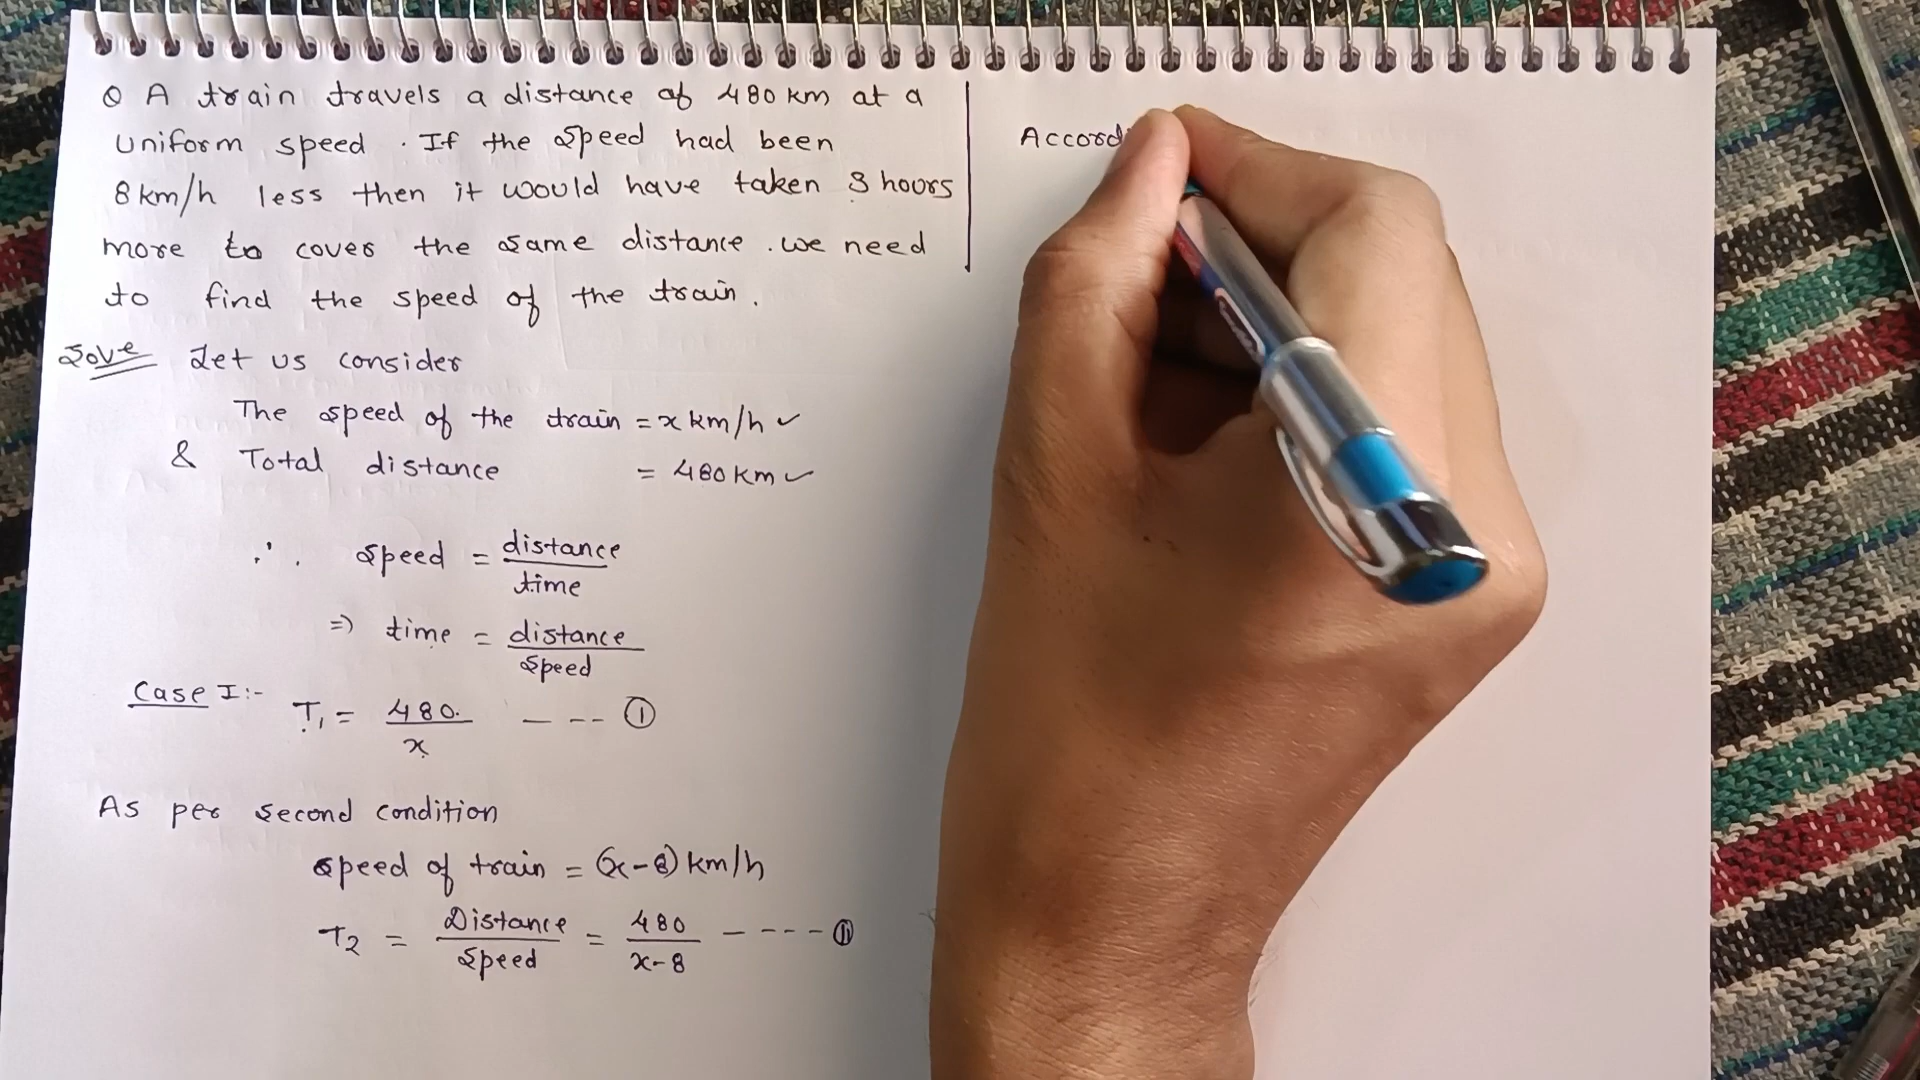 Q A train travels a distance of 480 km at a
uniform speed. If the speed had been
8 km/h less then it would have taken 3 hours
more to cover the same distance. we need
to find the speed of the train.
Solve Let us consider
The speed of the train = x km/h ✓
& Total distance = 480 km ✓
∴ speed = distance/time
⇒ time = distance/speed
Case I:- T₁ = 480/x --- ①
As per second condition
speed of train = (x-8) km/h
T₂ = Distance/Speed = 480/x-8 ---- ⑪
Accord